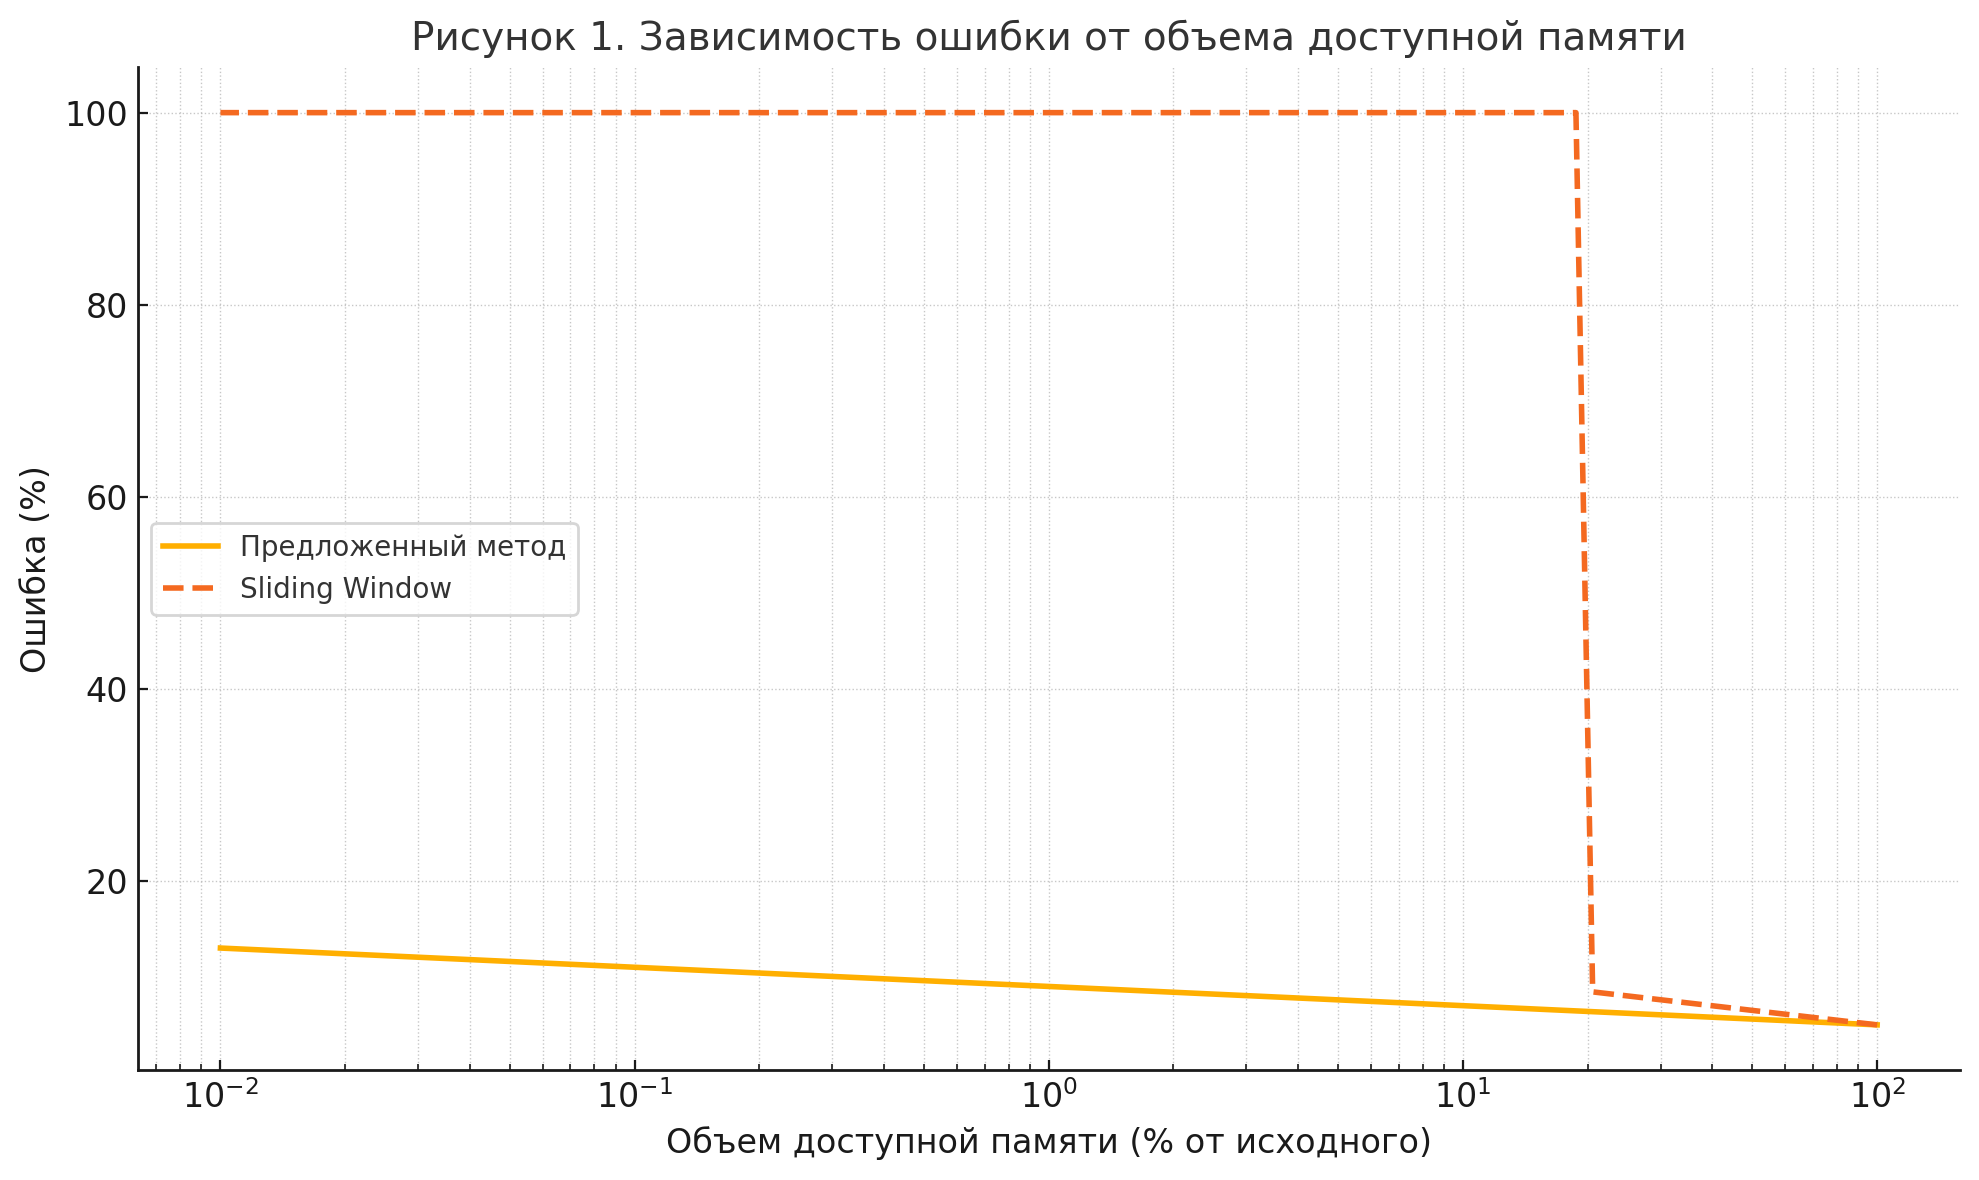 Рисунок 1. Зависимость ошибки от объема доступной памяти
100
80
60
40
20
Ошибка (%)
Предложенный метод
Sliding Window
10⁻² 10⁻¹ 10⁰ 10¹ 10²
Объем доступной памяти (% от исходного)